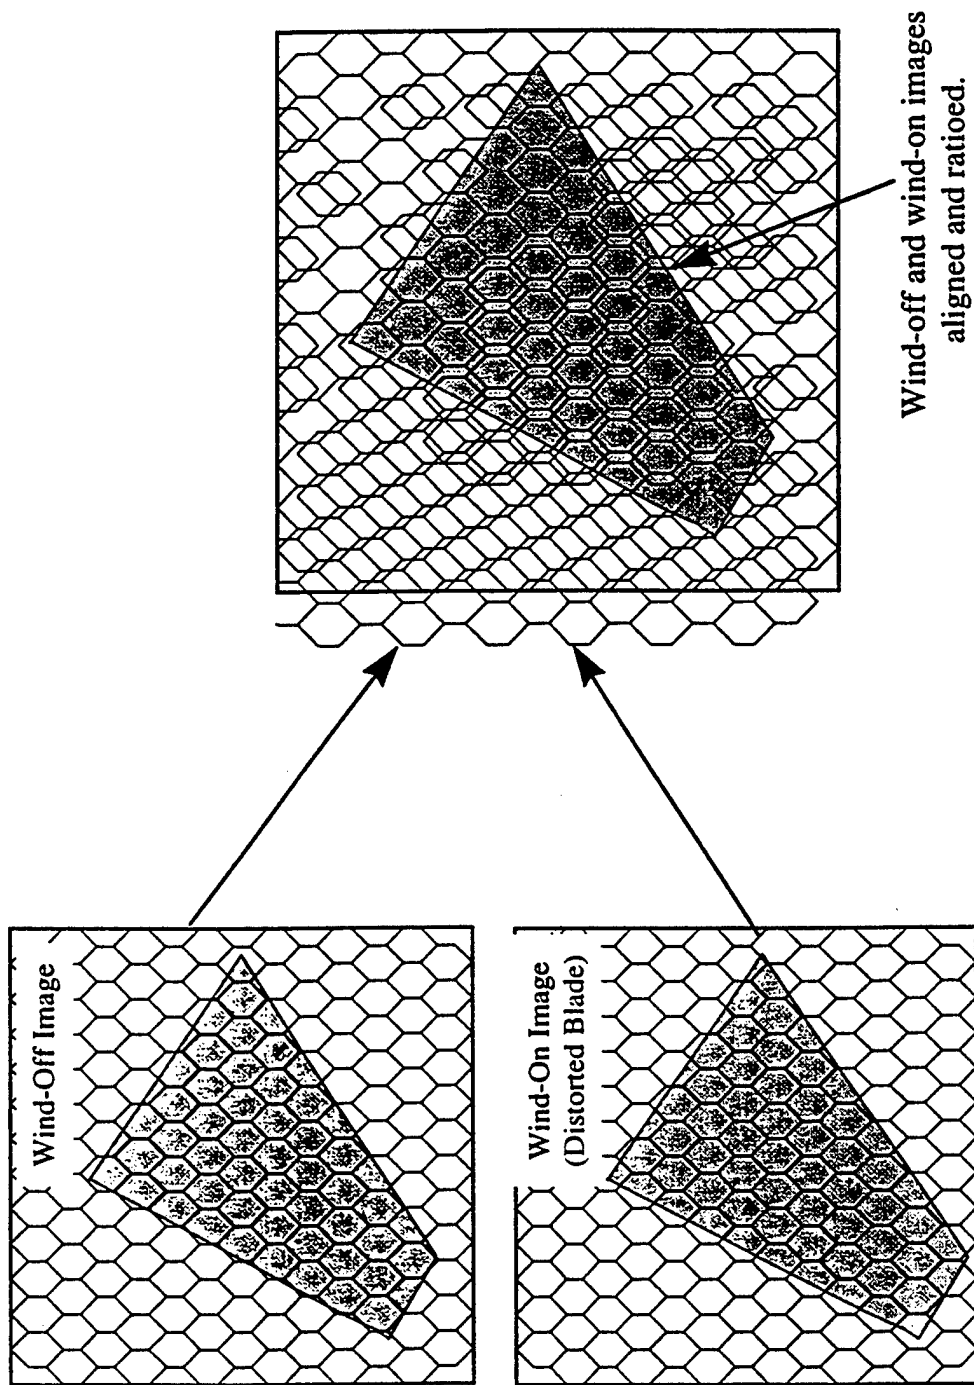 Wind-Off Image
Wind-On Image
(Distorted Blade)
Wind-off and wind-on images
aligned and ratioed.